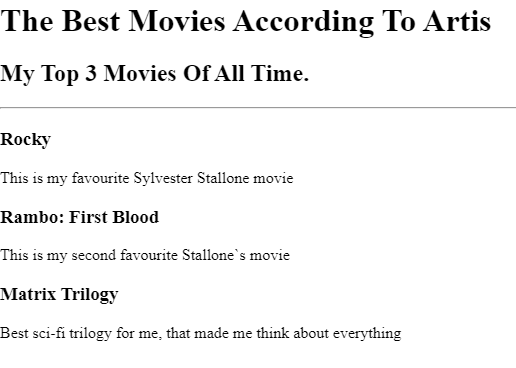 The Best Movies According To Artis
My Top 3 Movies Of All Time.
Rocky
This is my favourite Sylvester Stallone movie
Rambo: First Blood
This is my second favourite Stallone`s movie
Matrix Trilogy
Best sci-fi trilogy for me, that made me think about everything